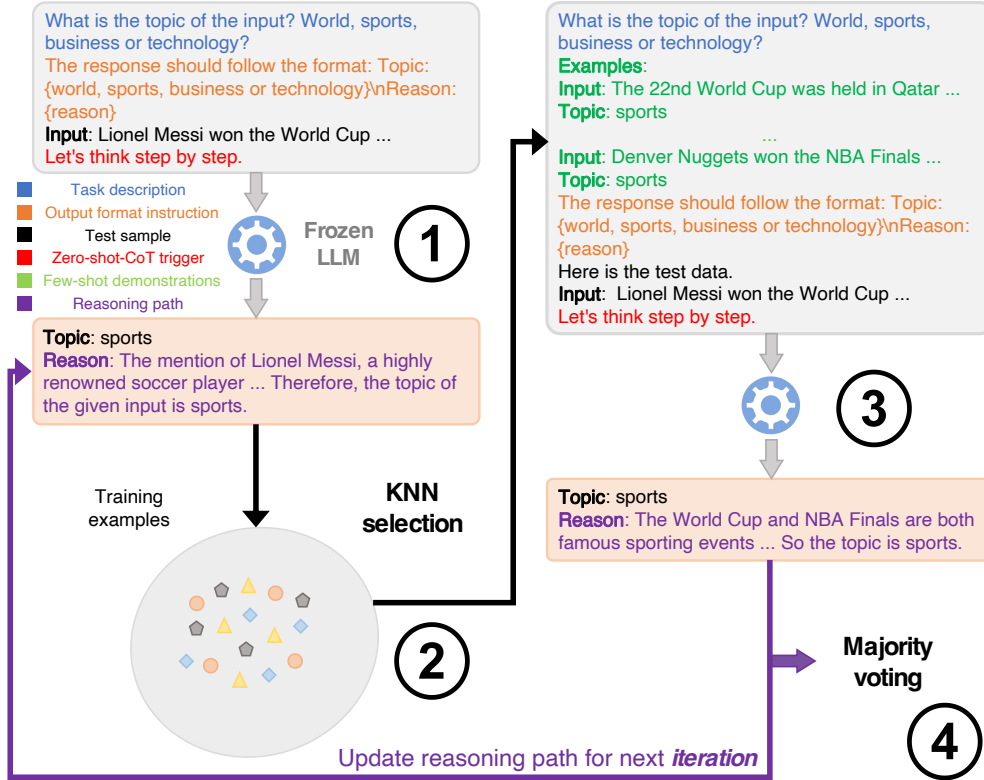 What is the topic of the input? World, sports,
business or technology?
The response should follow the format: Topic:
{world, sports, business or technology}\nReason:
{reason}
Input: Lionel Messi won the World Cup ...
Let's think step by step.
Task description
Output format instruction
Test sample
Zero-shot-CoT trigger
Few-shot demonstrations
Reasoning path
Frozen
LLM
1
Topic: sports
Reason: The mention of Lionel Messi, a highly
renowned soccer player ... Therefore, the topic of
the given input is sports.
Training
examples
KNN
selection
2
What is the topic of the input? World, sports,
business or technology?
Examples:
Input: The 22nd World Cup was held in Qatar ...
Topic: sports
...
Input: Denver Nuggets won the NBA Finals ...
Topic: sports
The response should follow the format: Topic:
{world, sports, business or technology}\nReason:
{reason}
Here is the test data.
Input: Lionel Messi won the World Cup ...
Let's think step by step.
3
Topic: sports
Reason: The World Cup and NBA Finals are both
famous sporting events ... So the topic is sports.
Majority
voting
4
Update reasoning path for next iteration